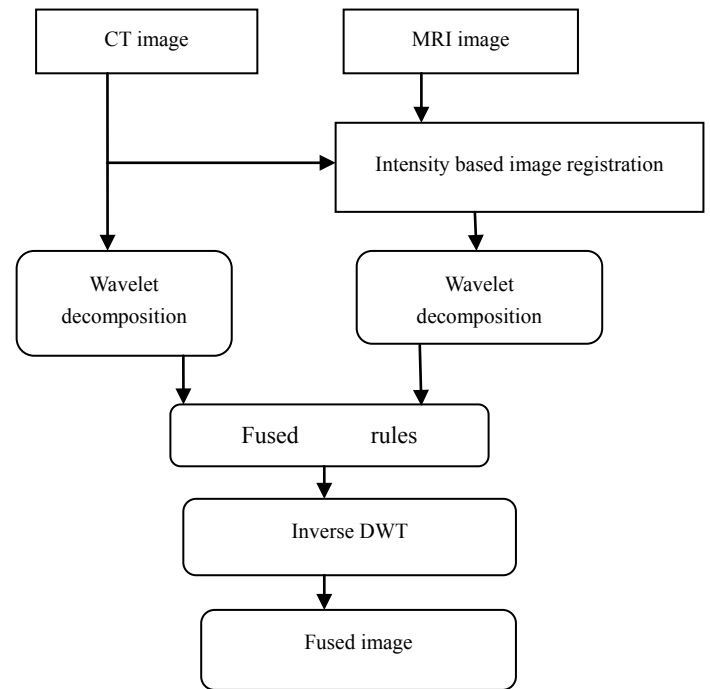 CT image
MRI image
Intensity based image registration
Wavelet
decomposition
Wavelet
decomposition
Fused rules
Inverse DWT
Fused image